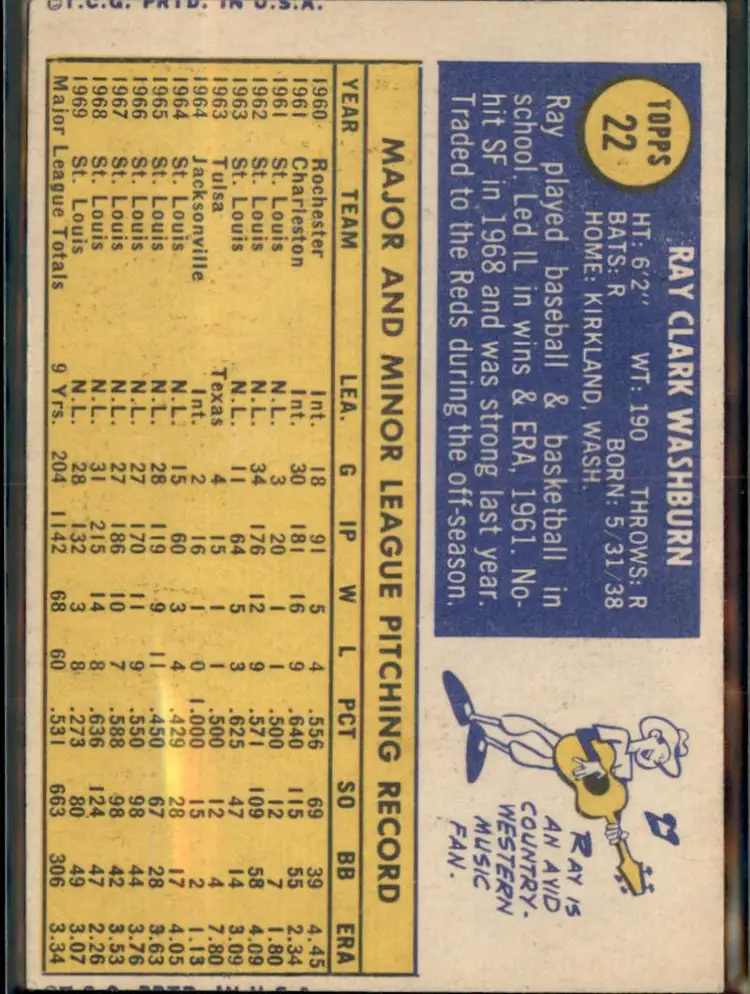 TOPPS
22
RAY CLARK WASHBURN
HT: 6'2" WT: 190 THROWS: R
BATS: R BORN: 5/31/38
HOME: KIRKLAND, WASH.
Ray played baseball & basketball in
school. Led IL in wins & ERA, 1961. No-
hit SF in 1968 and was strong last year.
Traded to the Reds during the off-season.
RAY IS
AN AVID
COUNTRY-
WESTERN
MUSIC
FAN.
MAJOR AND MINOR LEAGUE PITCHING RECORD
YEAR TEAM LEA. G IP W L PCT SO BB ERA
1960 Rochester Int. 18 91 5 4 .556 69 39 4.45
1961 Charleston Int. 30 181 16 9 .640 115 55 2.34
1961 St. Louis N.L. 3 20 1 1 .500 12 7 1.80
1962 St. Louis N.L. 34 176 12 9 .571 109 58 4.09
1963 St. Louis N.L. 11 64 5 3 .625 47 14 3.09
1963 Tulsa Texas 4 15 1 1 .500 12 4 7.80
1964 Jacksonville Int. 2 16 1 0 1.000 15 2 1.13
1964 St. Louis N.L. 15 60 3 4 .429 28 17 4.05
1965 St. Louis N.L. 28 119 9 11 .450 67 28 3.63
1966 St. Louis N.L. 27 170 11 9 .550 98 44 3.76
1967 St. Louis N.L. 27 186 10 7 .588 98 42 3.53
1968 St. Louis N.L. 31 215 14 8 .636 124 47 2.26
1969 St. Louis N.L. 28 132 3 8 .273 80 49 3.07
Major League Totals 9 Yrs. 204 1142 68 60 .531 663 306 3.34
©T.C.G. PRTD. IN U.S.A.
©T.C.G. PRTD. IN U.S.A.